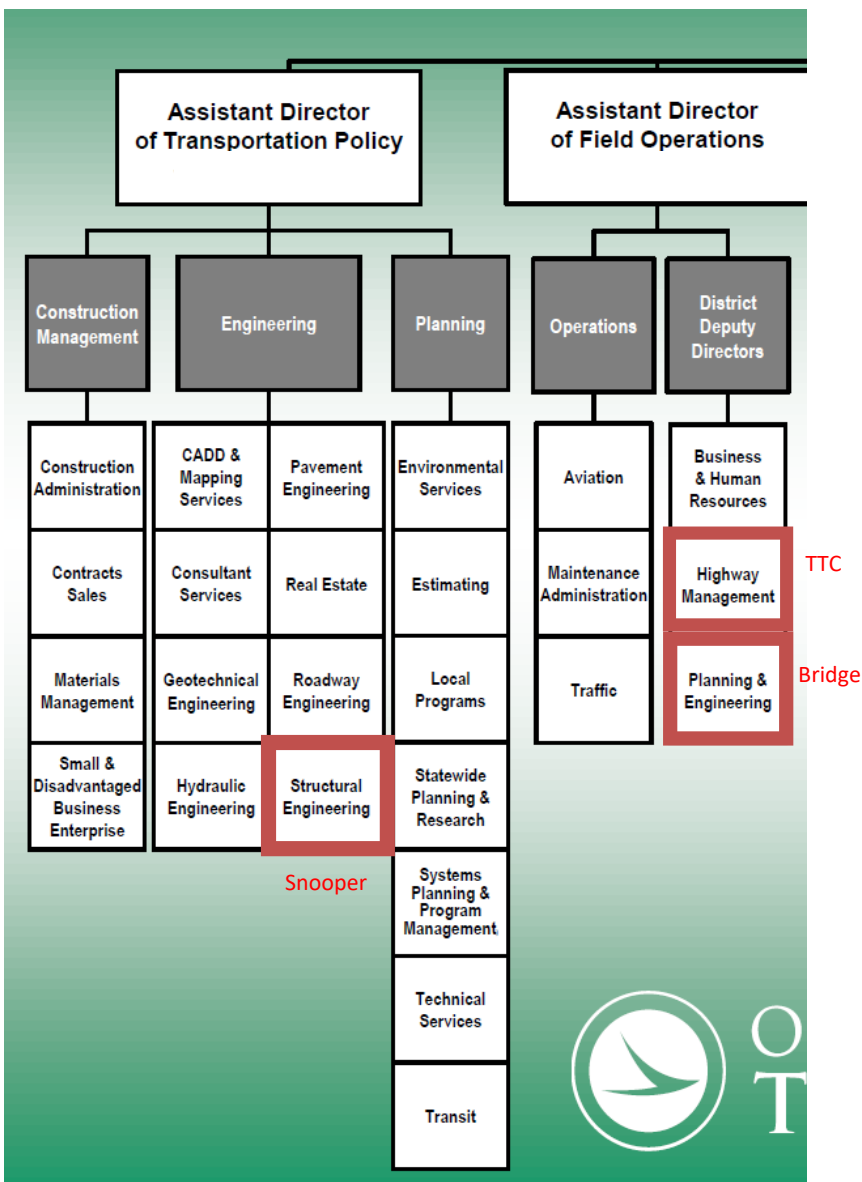 Assistant Director
of Transportation Policy
Assistant Director
of Field Operations
Construction
Management
Engineering
Planning
Operations
District
Deputy
Directors
Construction
Administration
Contracts
Sales
Materials
Management
Small &
Disadvantaged
Business
Enterprise
CADD &
Mapping
Services
Consultant
Services
Geotechnical
Engineering
Hydraulic
Engineering
Pavement
Engineering
Real Estate
Roadway
Engineering
Structural
Engineering
Snooper
Environmental
Services
Estimating
Local
Programs
Statewide
Planning &
Research
Systems
Planning &
Program
Management,
Technical
Services
Transit
Aviation
Maintenance
Administration
Traffic
Business
& Human
Resources
Highway
Management
TTC
Planning &
Engineering
Bridge
O
T